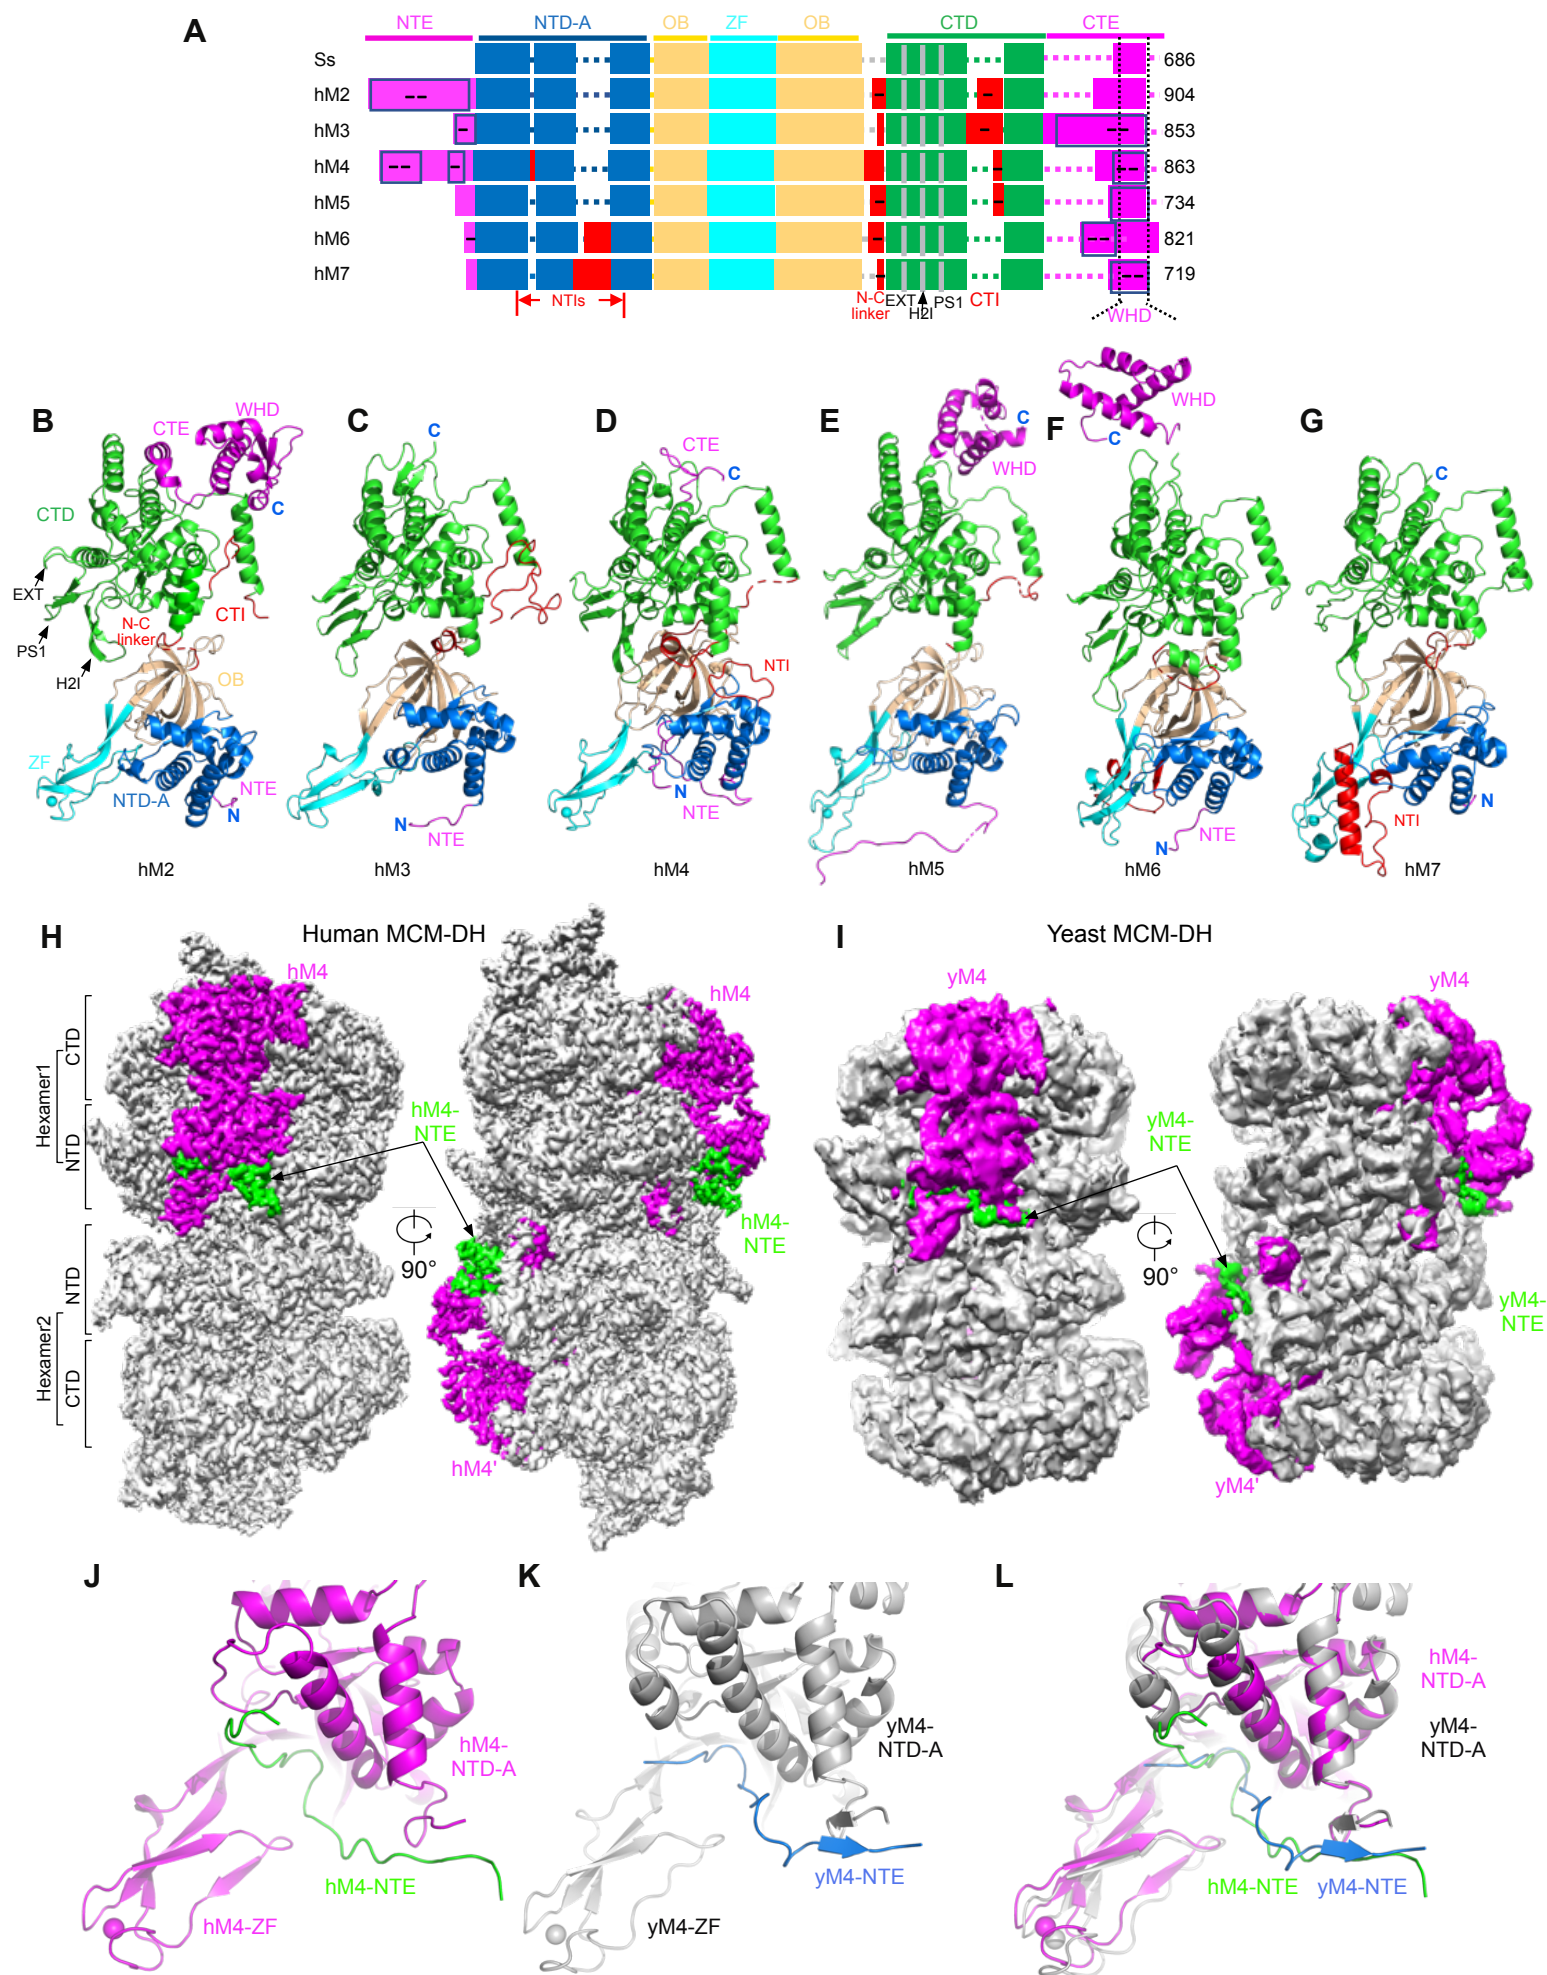 A
NTE
NTD-A
OB
ZF
OB
CTD
CTE
Ss
686
hM2
904
hM3
853
hM4
863
hM5
734
hM6
821
hM7
719
NTIs
N-C
linker
EXT
H2I
PS1
CTI
WHD
B
CTE
WHD
C
CTD
EXT
PS1
H2I
N-C
linker
CTI
OB
ZF
NTD-A
NTE
N
hM2
C
C
N
NTE
hM3
D
CTE
C
NTI
N
NTE
hM4
E
C
WHD
hM5
F
WHD
C
N
NTE
hM6
G
C
NTI
N
hM7
H
Human MCM-DH
hM4
hM4
Hexamer1
CTD
NTD
hM4-
NTE
hM4-
NTE
90°
Hexamer2
NTD
CTD
hM4'
I
Yeast MCM-DH
yM4
yM4
yM4-
NTE
90°
yM4-
NTE
yM4'
J
hM4-
NTD-A
hM4-NTE
hM4-ZF
K
yM4-
NTD-A
yM4-NTE
yM4-ZF
L
hM4-
NTD-A
yM4-
NTD-A
hM4-NTE
yM4-NTE